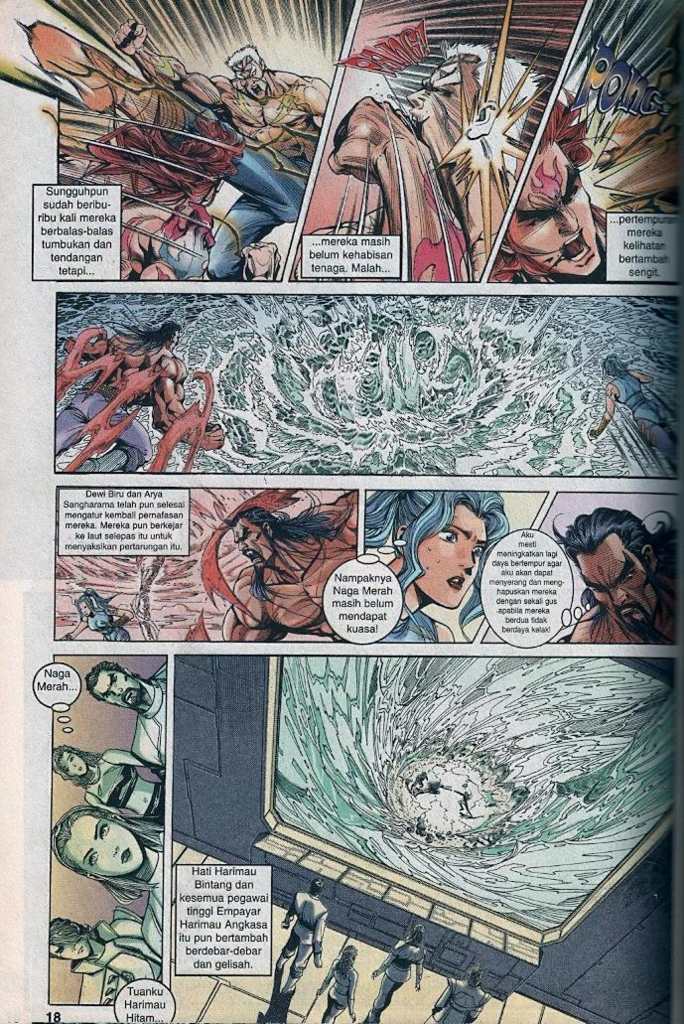 Sungguhpun
sudah beribu-
ribu kali mereka
berbalas-balas
tumbukan dan
tendangan
tetapi...
PONG!
...mereka masih
belum kehabisan
tenaga. Malah...
PONG
...pertempuran
mereka
kelihatan
bertambah
sengit.
Dewi Biru dan Arya
Sangharama telah pun selesai
mengatur kembali pernafasan
mereka. Mereka pun berkejar
ke laut selepas itu untuk
menyaksikan pertarungan itu.
Nampaknya
Naga Merah
masih belum
mendapat
kuasa!
Aku
mesti
meningkatkan lagi
daya bertempur agar
aku akan dapat
menyerang dan meng-
hapuskan mereka
dengan sekali gus
apabila mereka
berdua tidak
berdaya kelak!
Naga
Merah...
Hati Harimau
Bintang dan
kesemua pegawai
tinggi Empayar
Harimau Angkasa
itu pun bertambah
berdebar-debar
dan gelisah.
Tuanku
Harimau
Hitam...
18